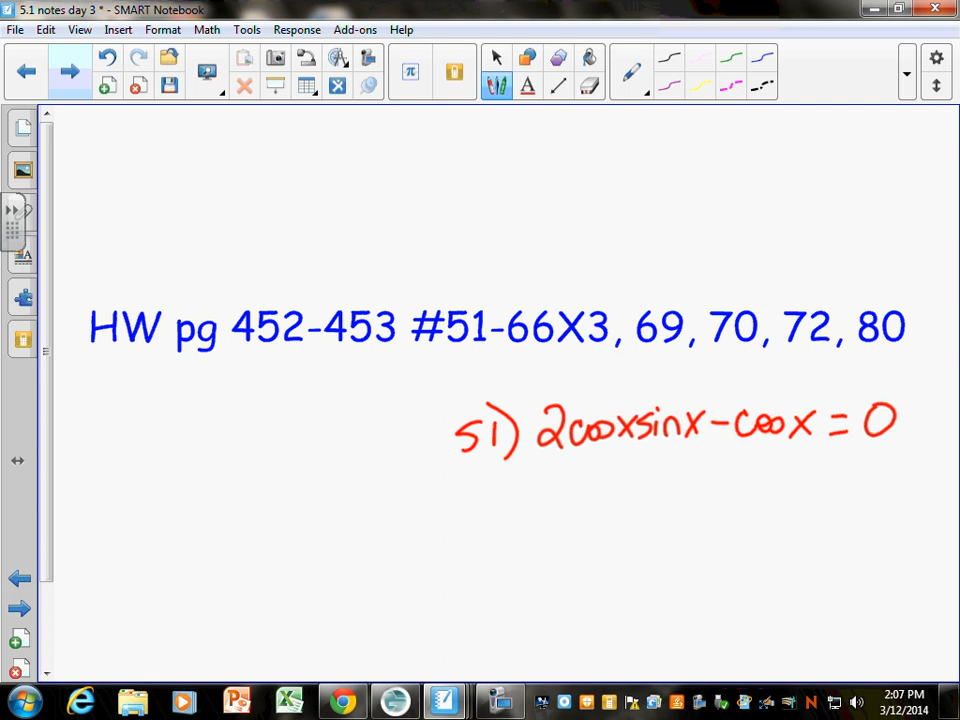 5.1 notes day 3 * - SMART Notebook
File Edit View Insert Format Math Tools Response Add-ons Help
HW pg 452-453 #51-66X3, 69, 70, 72, 80
51) 2cosxsinx-cosx = 0
2:07 PM
3/12/2014